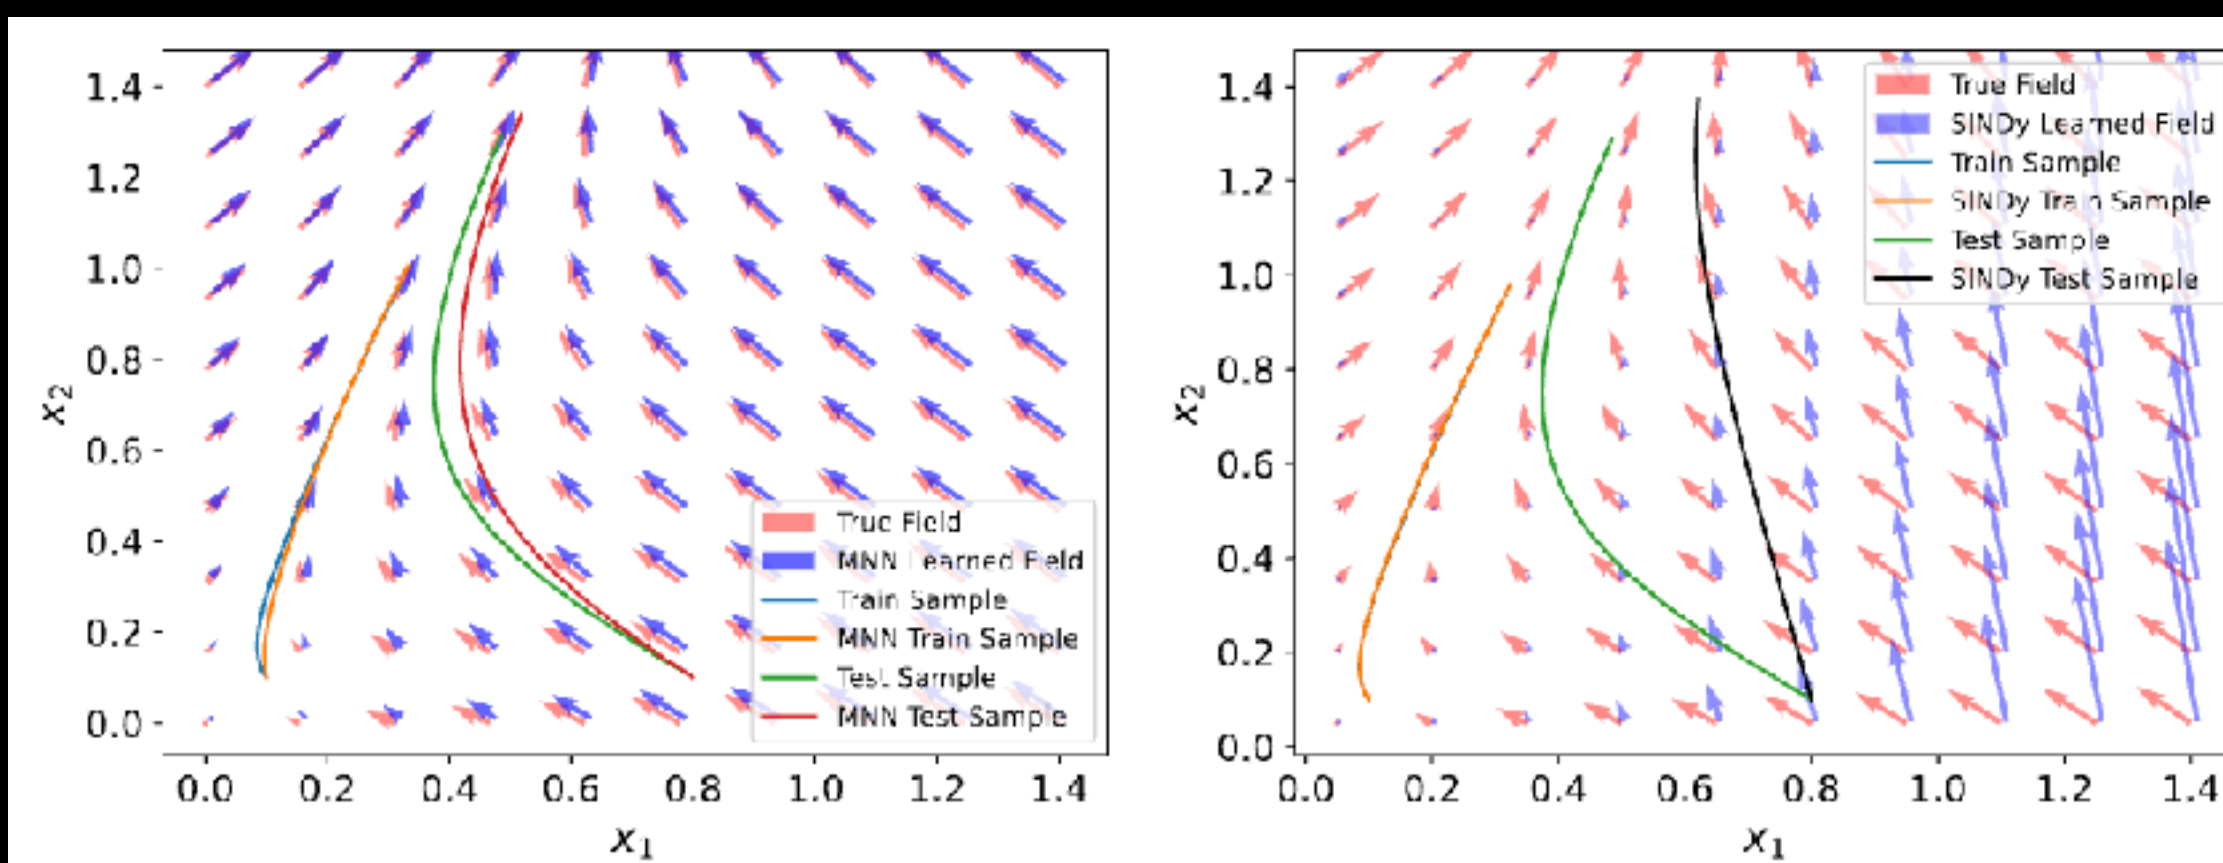 1.4
1.2
1.0
0.8
0.6
0.4
0.2
0.0
x₂
0.0 0.2 0.4 0.6 0.8 1.0 1.2 1.4
x₁
True Field
MNN Learned Field
Train Sample
MNN Train Sample
Test Sample
MNN Test Sample
1.4
1.2
1.0
0.8
0.6
0.4
0.2
0.0
x₂
0.0 0.2 0.4 0.6 0.8 1.0 1.2 1.4
x₁
True Field
SINDy Learned Field
Train Sample
SINDy Train Sample
Test Sample
SINDy Test Sample